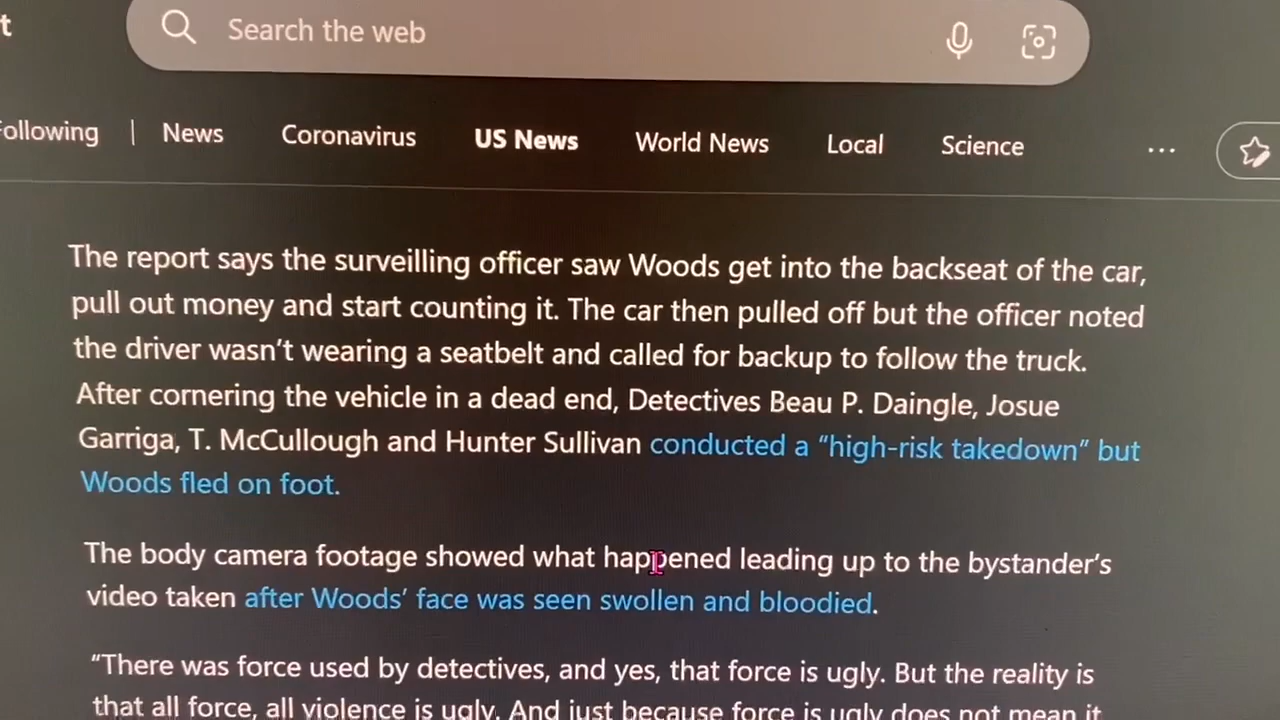 t
Search the web
Following | News Coronavirus US News World News Local Science ...
The report says the surveilling officer saw Woods get into the backseat of the car,
pull out money and start counting it. The car then pulled off but the officer noted
the driver wasn't wearing a seatbelt and called for backup to follow the truck.
After cornering the vehicle in a dead end, Detectives Beau P. Daingle, Josue
Garriga, T. McCullough and Hunter Sullivan conducted a “high-risk takedown” but
Woods fled on foot.
The body camera footage showed what happened leading up to the bystander's
video taken after Woods' face was seen swollen and bloodied.
“There was force used by detectives, and yes, that force is ugly. But the reality is
that all force, all violence is ugly. And just because force is ugly does not mean it